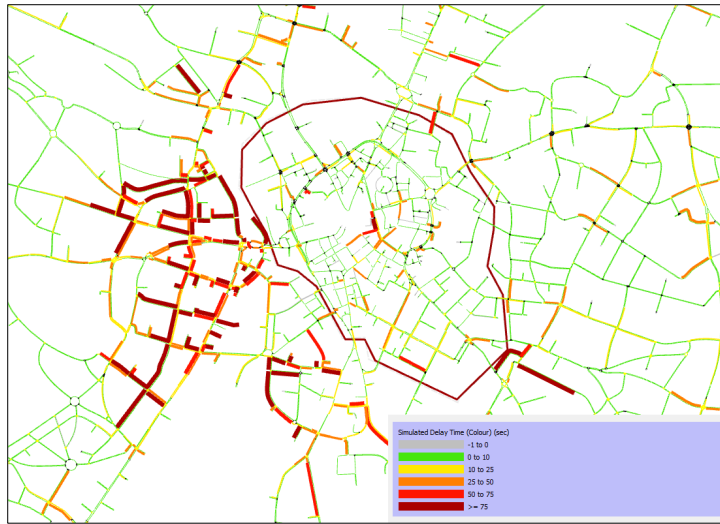 Simulated Delay Time (Colour) (sec)
-1 to 0
0 to 10
10 to 25
25 to 50
50 to 75
>= 75